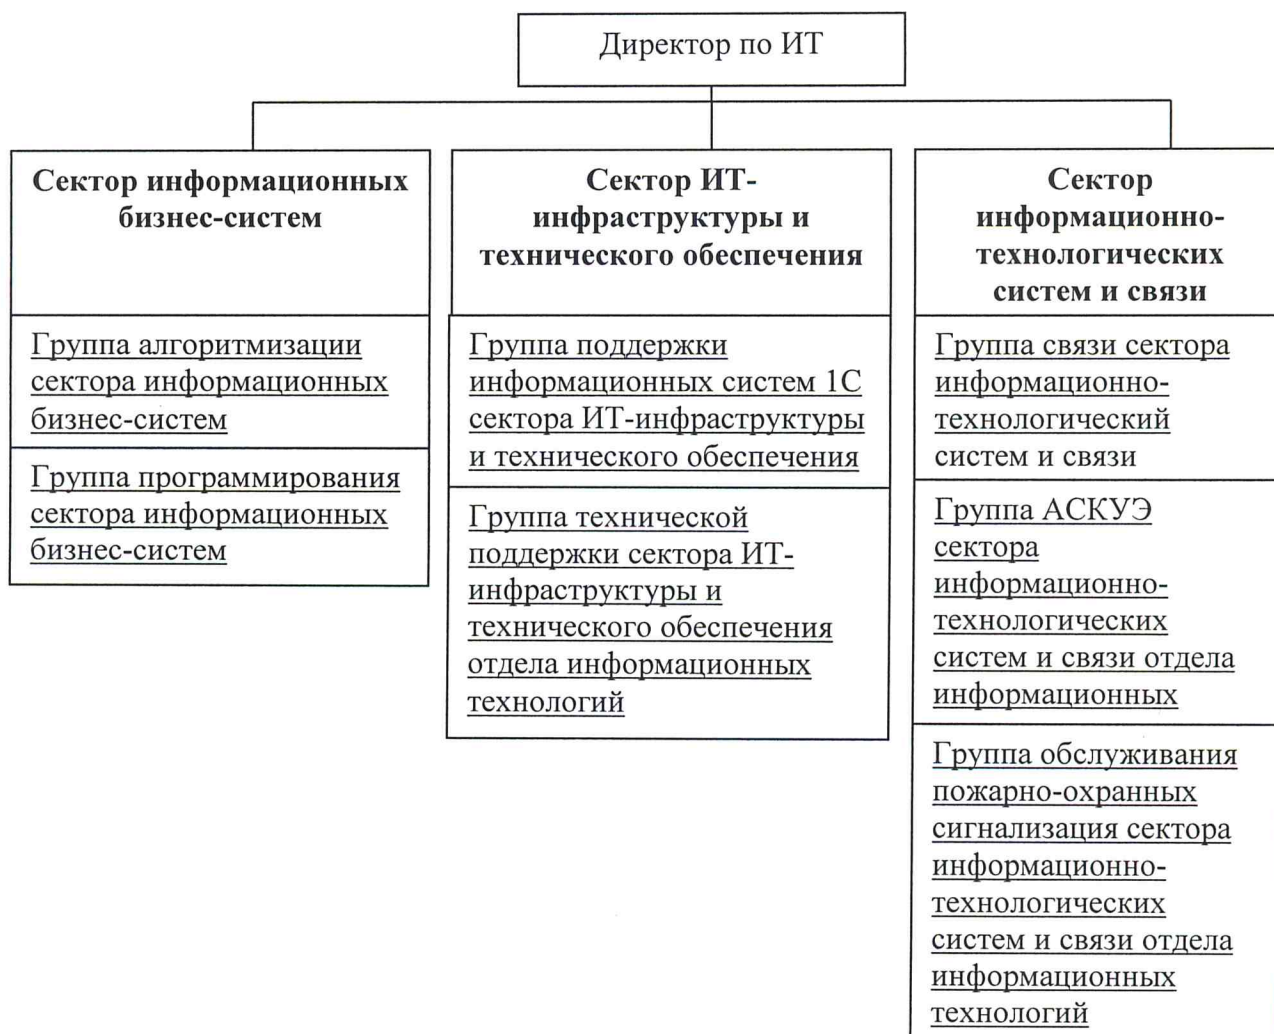 Директор по ИТ
Сектор информационных
бизнес-систем
Группа алгоритмизации
сектора информационных
бизнес-систем
Группа программирования
сектора информационных
бизнес-систем
Сектор ИТ-
инфраструктуры и
технического обеспечения
Группа поддержки
информационных систем 1С
сектора ИТ-инфраструктуры
и технического обеспечения
Группа технической
поддержки сектора ИТ-
инфраструктуры и
технического обеспечения
отдела информационных
технологий
Сектор
информационно-
технологических
систем и связи
Группа связи сектора
информационно-
технологический
систем и связи
Группа АСКУЭ
сектора
информационно-
технологических
систем и связи отдела
информационных
Группа обслуживания
пожарно-охранных
сигнализация сектора
информационно-
технологических
систем и связи отдела
информационных
технологий